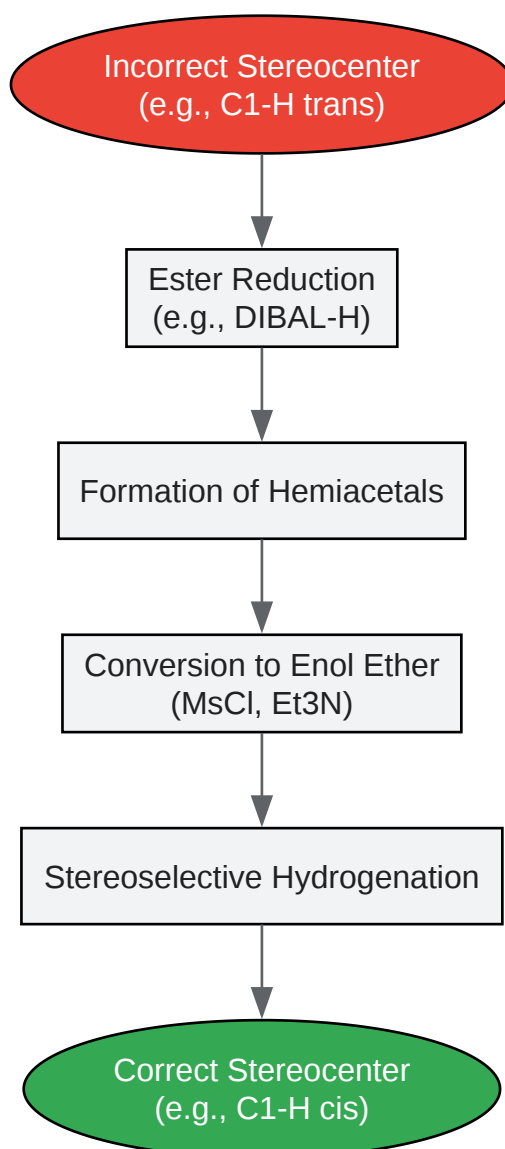 Incorrect Stereocenter
(e.g., C1-H trans)
Ester Reduction
(e.g., DIBAL-H)
Formation of Hemiacetals
Conversion to Enol Ether
(MsCl, Et3N)
Stereoselective Hydrogenation
Correct Stereocenter
(e.g., C1-H cis)